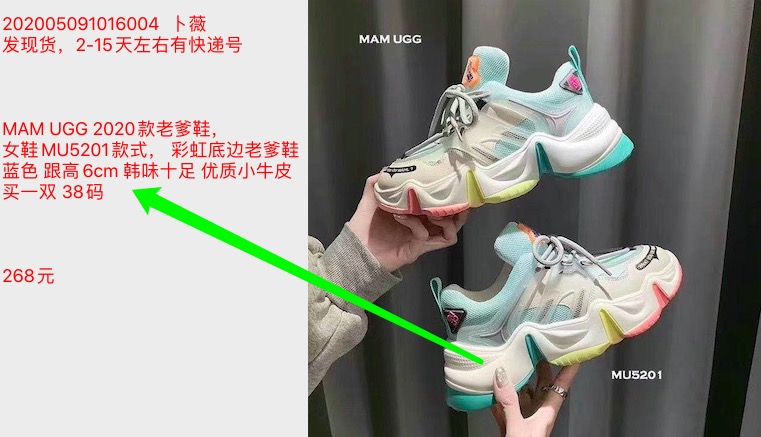 202005091016004 卜薇
发现货，2-15天左右有快递号
MAM UGG 2020款老爹鞋，
女鞋MU5201款式， 彩虹底边老爹鞋
蓝色 跟高6cm 韩味十足 优质小牛皮
买一双 38码
268元
MAM UGG
MU5201